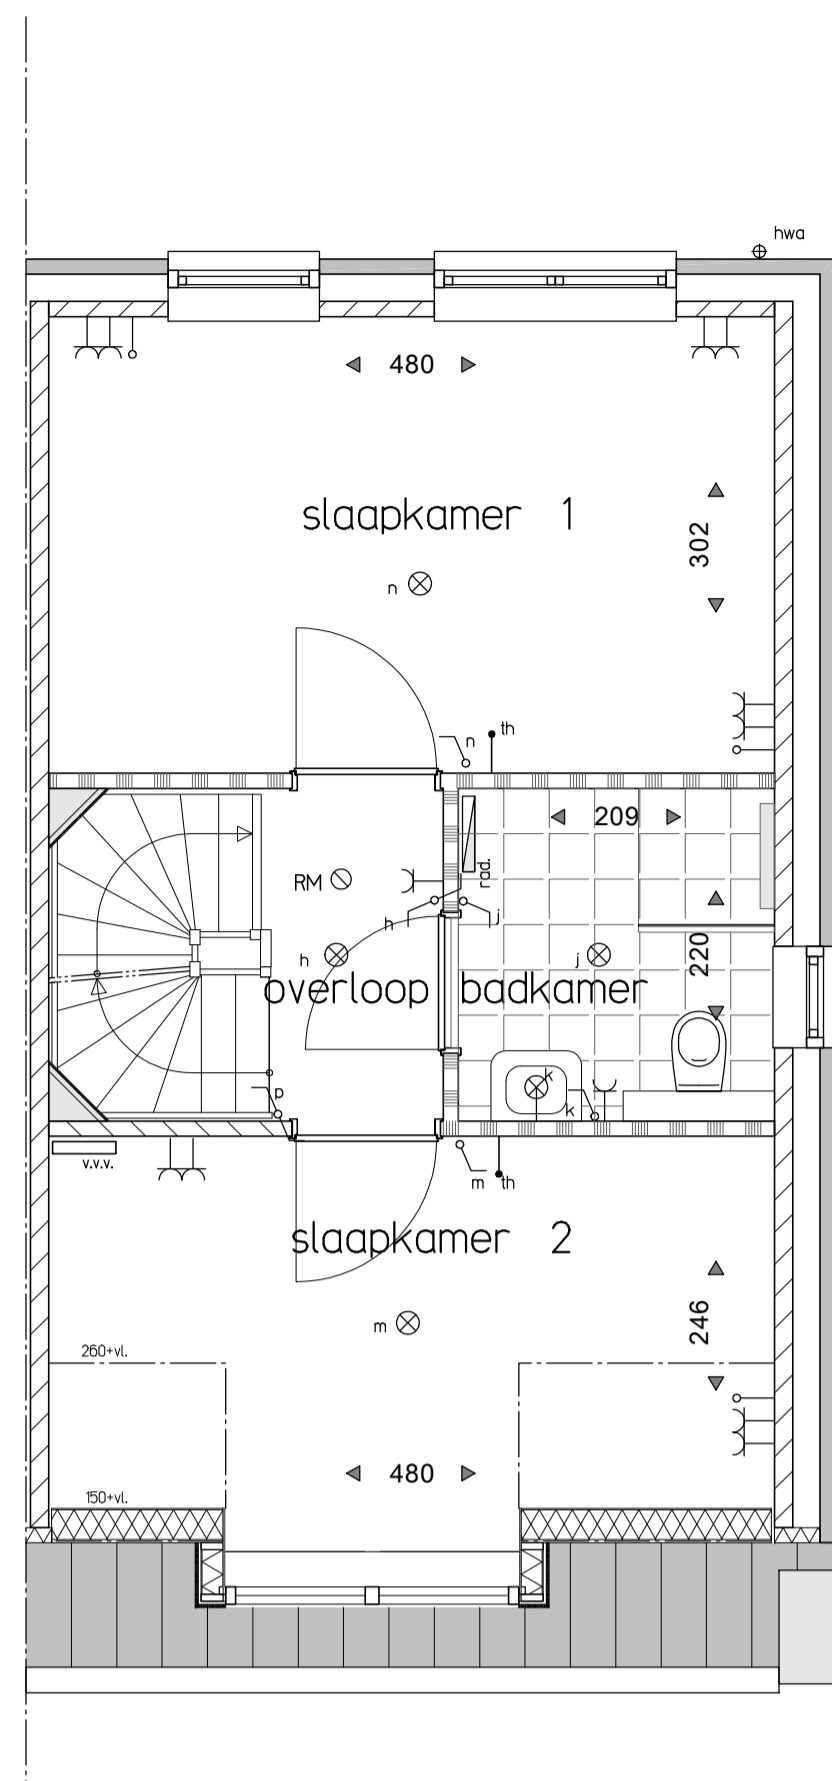 hwa
480
slaapkamer 1
302
n
n
th
209
RM
rad.
h
j
h
j
220
overloop
badkamer
k
k
p
v.v.v.
m
th
slaapkamer 2
m
246
260+vl.
480
150+vl.